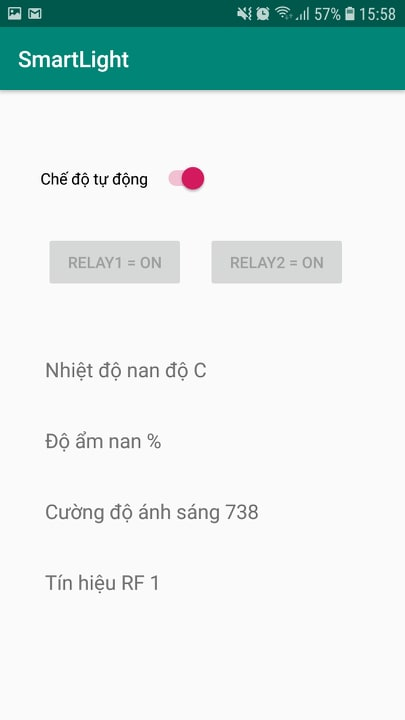 57% 15:58
SmartLight
Chế độ tự động
RELAY1 = ON RELAY2 = ON
Nhiệt độ nan độ C
Độ ẩm nan %
Cường độ ánh sáng 738
Tín hiệu RF 1